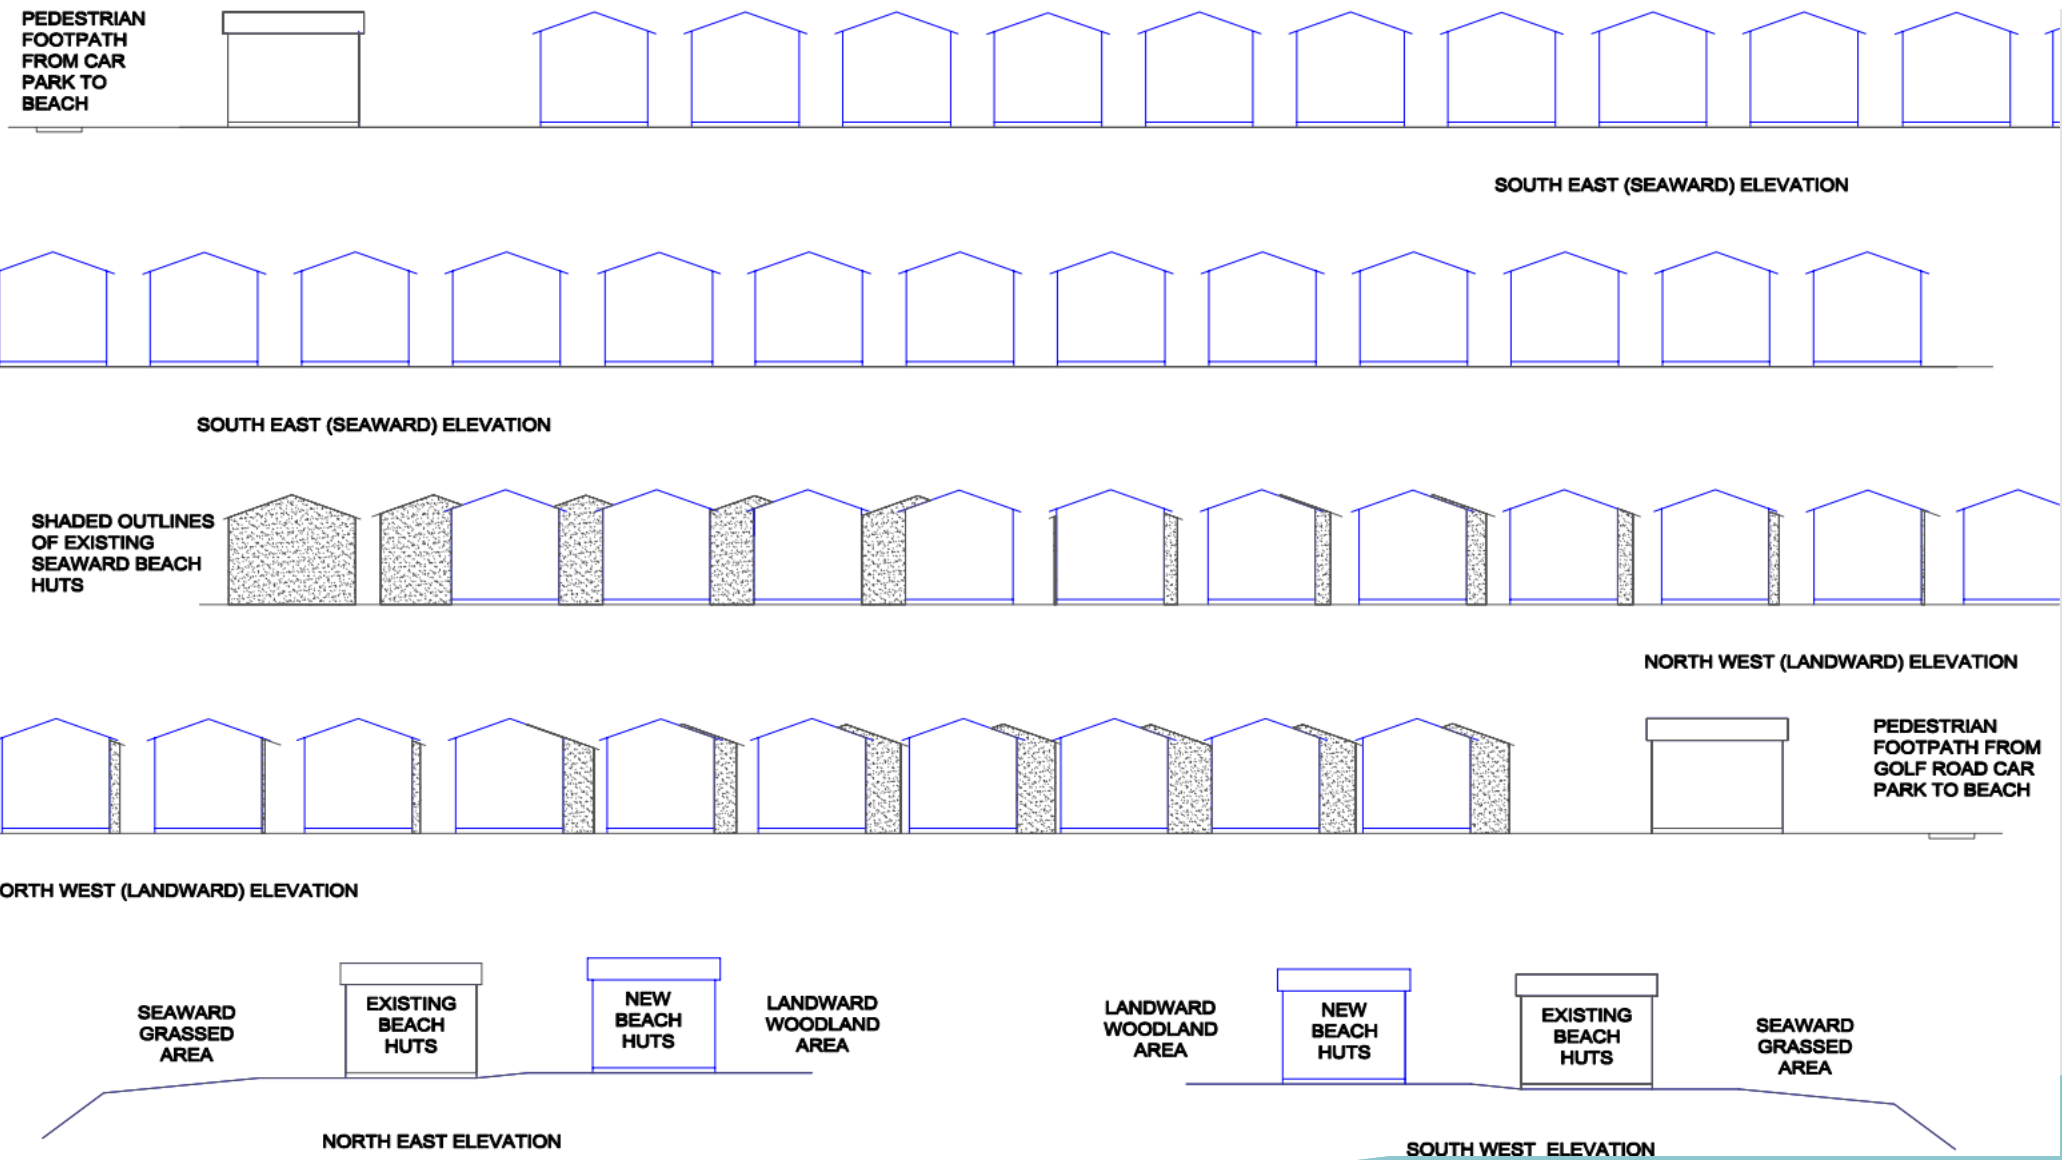 PEDESTRIAN
FOOTPATH
FROM CAR
PARK TO
BEACH
SOUTH EAST (SEAWARD) ELEVATION
SOUTH EAST (SEAWARD) ELEVATION
SHADED OUTLINES
OF EXISTING
SEAWARD BEACH
HUTS
NORTH WEST (LANDWARD) ELEVATION
PEDESTRIAN
FOOTPATH FROM
GOLF ROAD CAR
PARK TO BEACH
ORTH WEST (LANDWARD) ELEVATION
SEAWARD
GRASSED
AREA
EXISTING
BEACH
HUTS
NEW
BEACH
HUTS
LANDWARD
WOODLAND
AREA
LANDWARD
WOODLAND
AREA
NEW
BEACH
HUTS
EXISTING
BEACH
HUTS
SEAWARD
GRASSED
AREA
NORTH EAST ELEVATION
SOUTH WEST ELEVATION